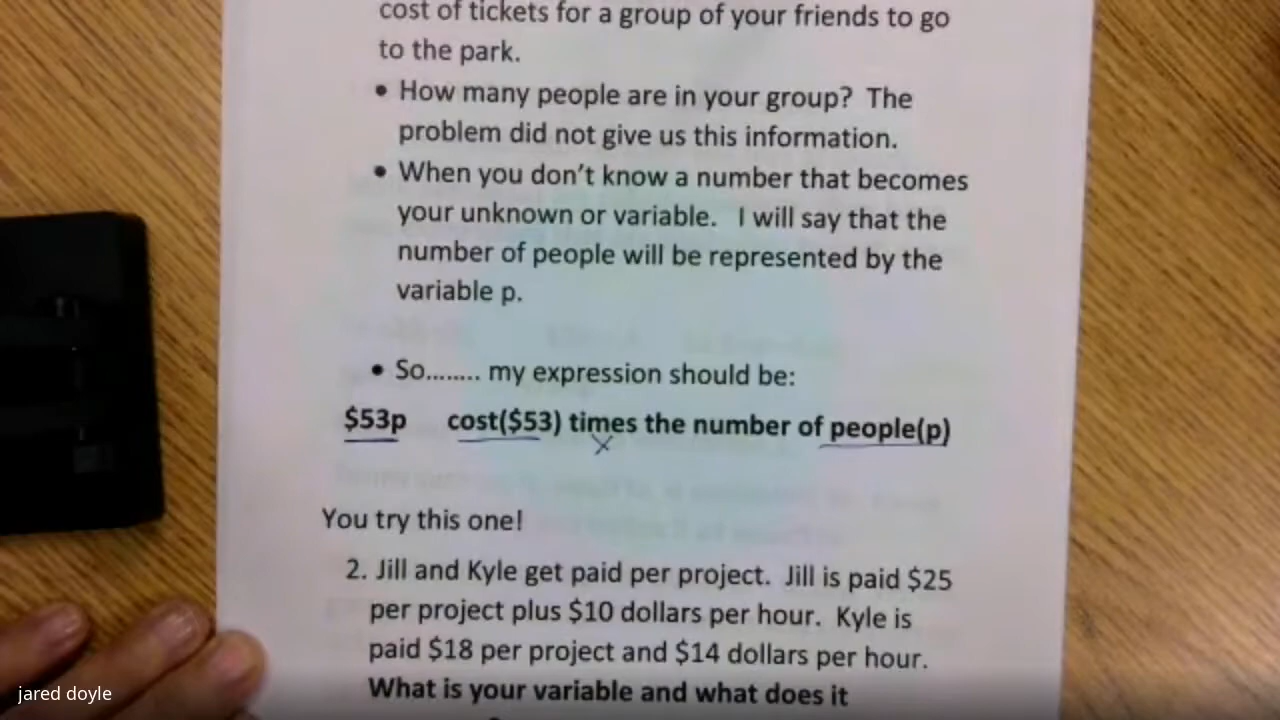 cost of tickets for a group of your friends to go
to the park.
• How many people are in your group?  The
problem did not give us this information.
• When you don't know a number that becomes
your unknown or variable.   I will say that the
number of people will be represented by the
variable p.
• So........ my expression should be:
$53p     cost($53) times the number of people(p)
x
You try this one!
2. Jill and Kyle get paid per project.  Jill is paid $25
per project plus $10 dollars per hour.  Kyle is
paid $18 per project and $14 dollars per hour.
What is your variable and what does it
jared doyle